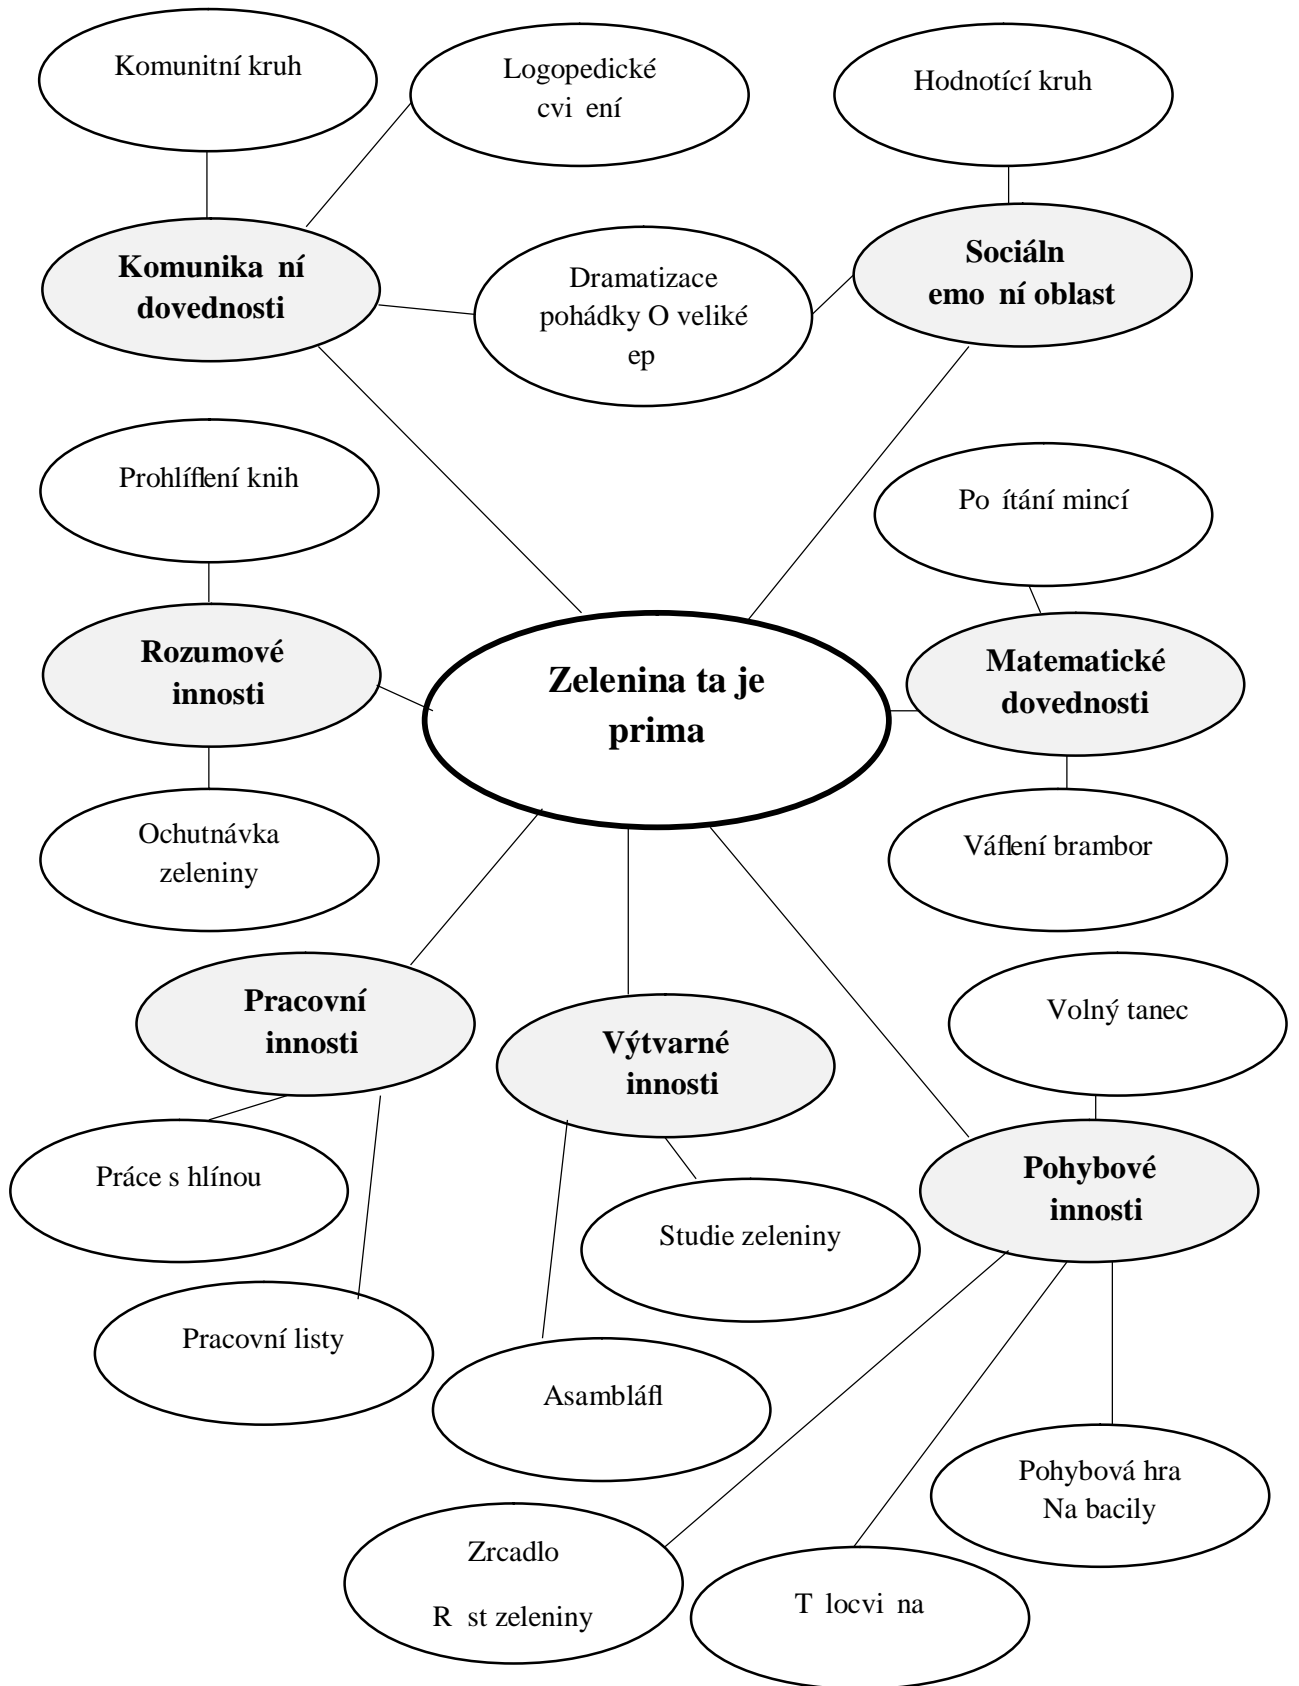 Komunitní kruh
Logopedické
cvi ení
Hodnotící kruh
Komunika ní
dovednosti
Dramatizace
pohádky O veliké
ep
Sociáln
emo ní oblast
Prohlíflení knih
Po ítání mincí
Rozumové
innosti
Zelenina ta je
prima
Matematické
dovednosti
Ochutnávka
zeleniny
Váflení brambor
Pracovní
innosti
Výtvarné
innosti
Volný tanec
Práce s hlínou
Pohybové
innosti
Studie zeleniny
Pracovní listy
Asambláfl
Pohybová hra
Na bacily
Zrcadlo
R st zeleniny
T locvi na